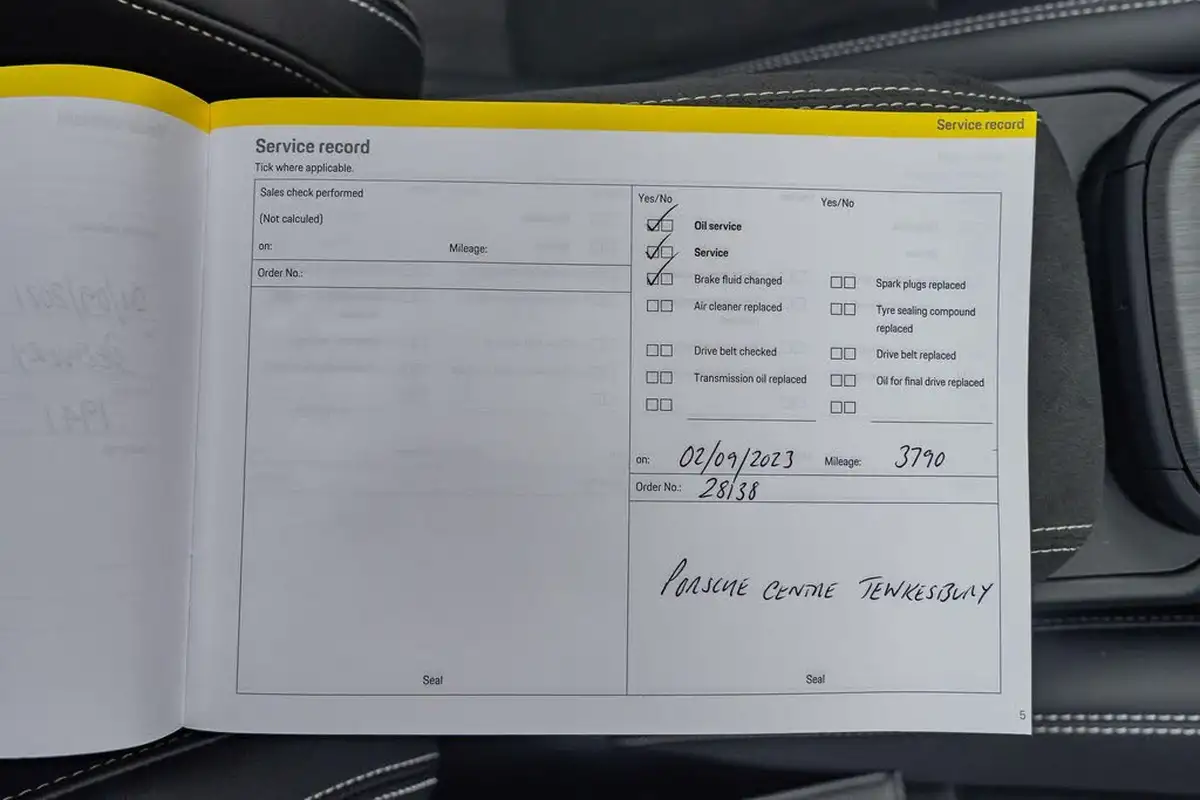 Service record
Service record
Tick where applicable.
Sales check performed
(Not calculed)
on: Mileage:
Order No.:
Seal
Yes/No Yes/No
Oil service
Service
Brake fluid changed Spark plugs replaced
Air cleaner replaced Tyre sealing compound
replaced
Drive belt checked Drive belt replaced
Transmission oil replaced Oil for final drive replaced
on: 02/09/2023 Mileage: 3790
Order No.: 28138
PORSCHE CENTRE TEWKESBURY
Seal
5